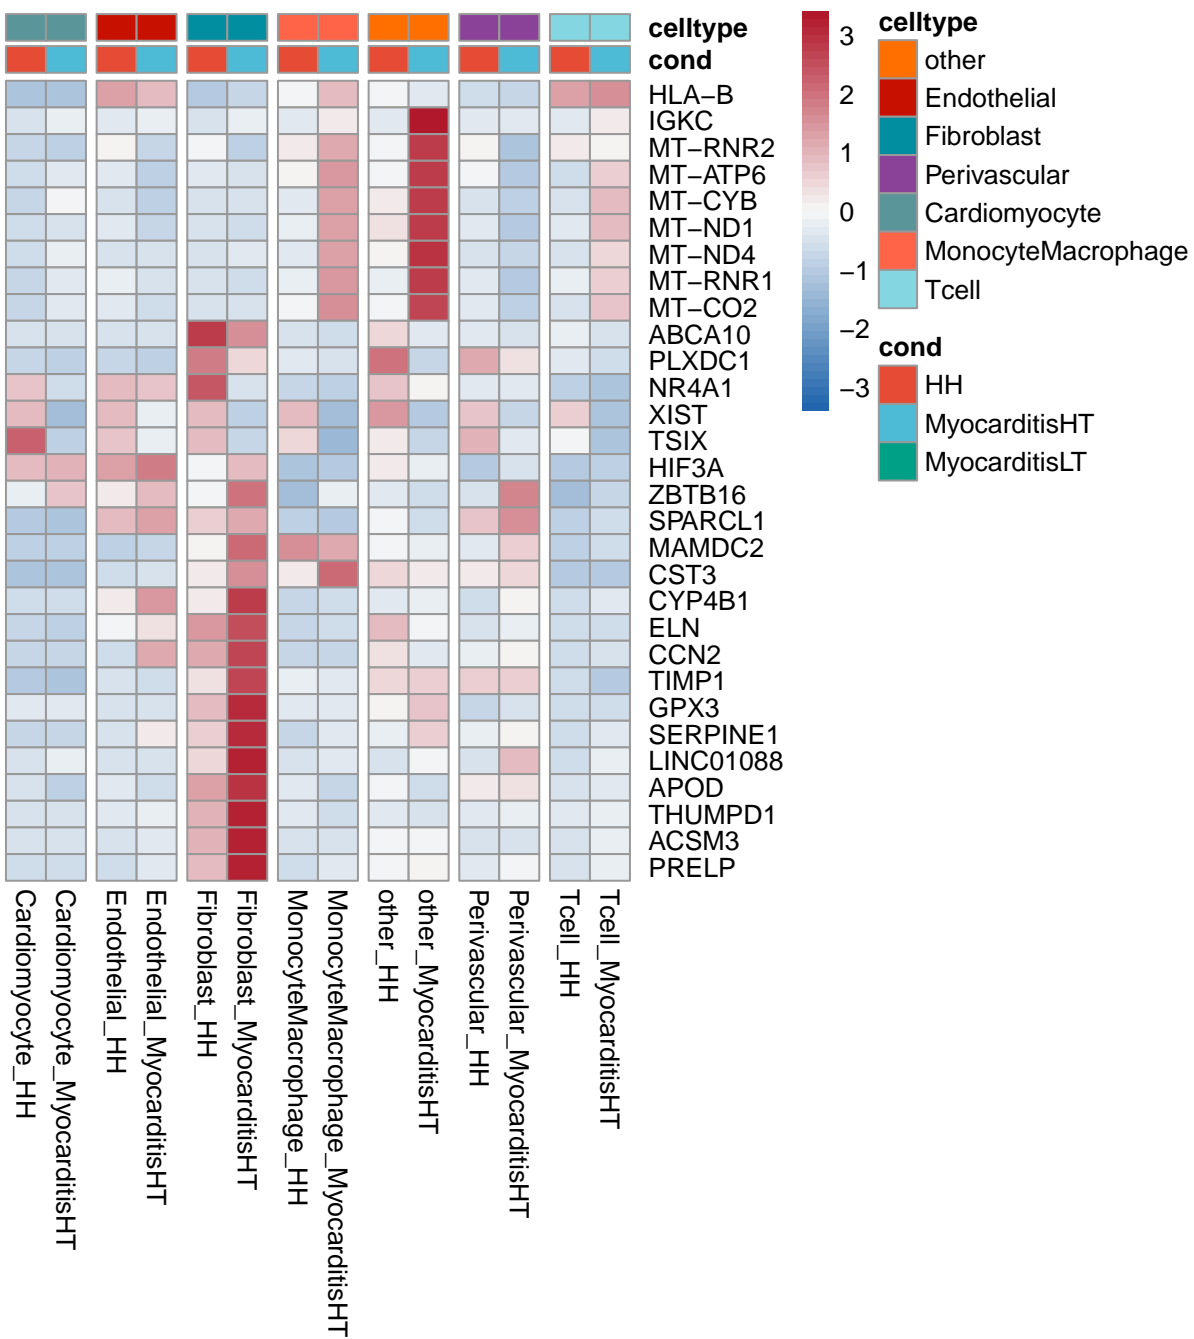 celltype
cond
HLA−B
IGKC
MT−RNR2
MT−ATP6
MT−CYB
MT−ND1
MT−ND4
MT−RNR1
MT−CO2
ABCA10
PLXDC1
NR4A1
XIST
TSIX
HIF3A
ZBTB16
SPARCL1
MAMDC2
CST3
CYP4B1
ELN
CCN2
TIMP1
GPX3
SERPINE1
LINC01088
APOD
THUMPD1
ACSM3
PRELP
Cardiomyocyte_HH
Cardiomyocyte_MyocarditisHT
Endothelial_HH
Endothelial_MyocarditisHT
Fibroblast_HH
Fibroblast_MyocarditisHT
MonocyteMacrophage_HH
MonocyteMacrophage_MyocarditisHT
other_HH
other_MyocarditisHT
Perivascular_HH
Perivascular_MyocarditisHT
Tcell_HH
Tcell_MyocarditisHT
3
2
1
0
−1
−2
−3
celltype
other
Endothelial
Fibroblast
Perivascular
Cardiomyocyte
MonocyteMacrophage
Tcell
cond
HH
MyocarditisHT
MyocarditisLT